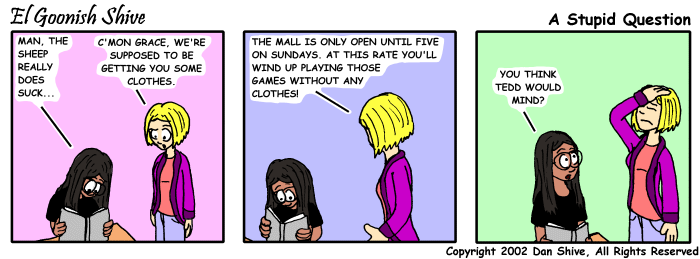 El Goonish Shive
A Stupid Question
MAN, THE
SHEEP
REALLY
DOES
SUCK...
C'MON GRACE, WE'RE
SUPPOSED TO BE
GETTING YOU SOME
CLOTHES.
THE MALL IS ONLY OPEN UNTIL FIVE
ON SUNDAYS. AT THIS RATE YOU'LL
WIND UP PLAYING THOSE
GAMES WITHOUT ANY
CLOTHES!
YOU THINK
TEDD WOULD
MIND?
Copyright 2002 Dan Shive, All Rights Reserved